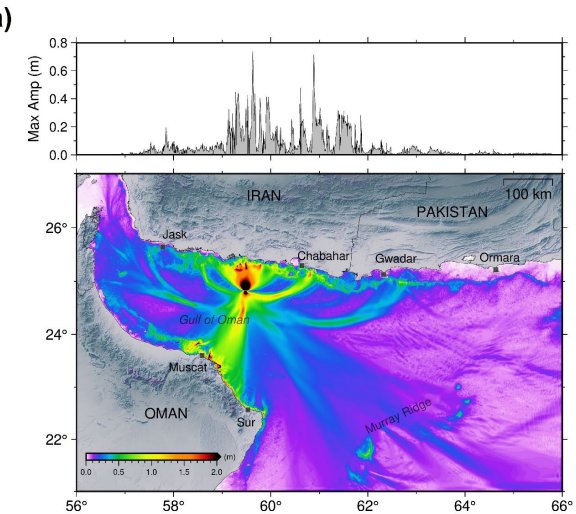 a)
Max Amp (m)
0.8
0.6
0.4
0.2
0.0
IRAN
100 km
PAKISTAN
26°
Jask
Chabahar
Gwadar
Ormara
Gulf of Oman
24°
Muscat
OMAN
Sur
Murray Ridge
22°
(m)
0.0 0.5 1.0 1.5 2.0
56° 58° 60° 62° 64° 66°